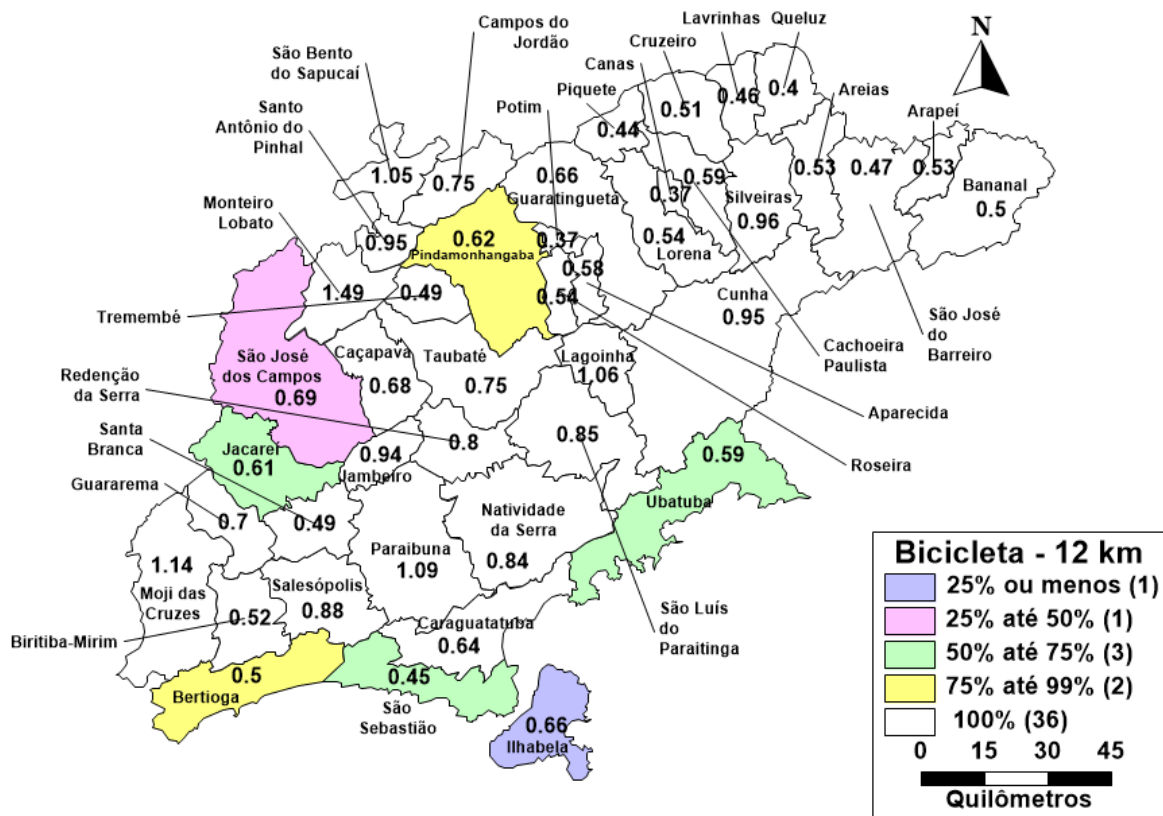 Lavrinhas Queluz
Campos do
Jordão
Cruzeiro
N
São Bento
do Sapucaí
Canas
Piquete
Areias
Santo
Antônio do
Pinhal
Potim
Arapeí
0.4
0.46
0.51
0.44
1.05
0.75
0.66
Guaratingueta
0.59
0.37
0.53
0.47
0.53
Bananal
0.5
Silveiras
0.96
Monteiro
Lobato
0.95
0.62
Pindamonhangaba
0.37
0.54
Lorena
0.58
1.49
0.49
0.54
Cunha
0.95
Tremembé
São José
do
Barreiro
Cachoeira
Paulista
São José
dos Campos
0.69
Caçapava
0.68
Taubaté
0.75
Lagoinha
1.06
Redenção
da Serra
Aparecida
Santa
Branca
0.8
0.85
Roseira
Jacareí
0.61
0.94
Jambeiro
0.59
Ubatuba
Guararema
0.7
0.49
Natividade
da Serra
0.84
Paraibuna
1.09
1.14
Moji das
Cruzes
Salesópolis
0.88
0.52
Biritiba-Mirim
Caraguatatuba
0.64
São Luís
do
Paraitinga
0.5
Bertioga
0.45
São
Sebastião
0.66
Ilhabela
Bicicleta - 12 km
25% ou menos (1)
25% até 50% (1)
50% até 75% (3)
75% até 99% (2)
100% (36)
0 15 30 45
Quilômetros